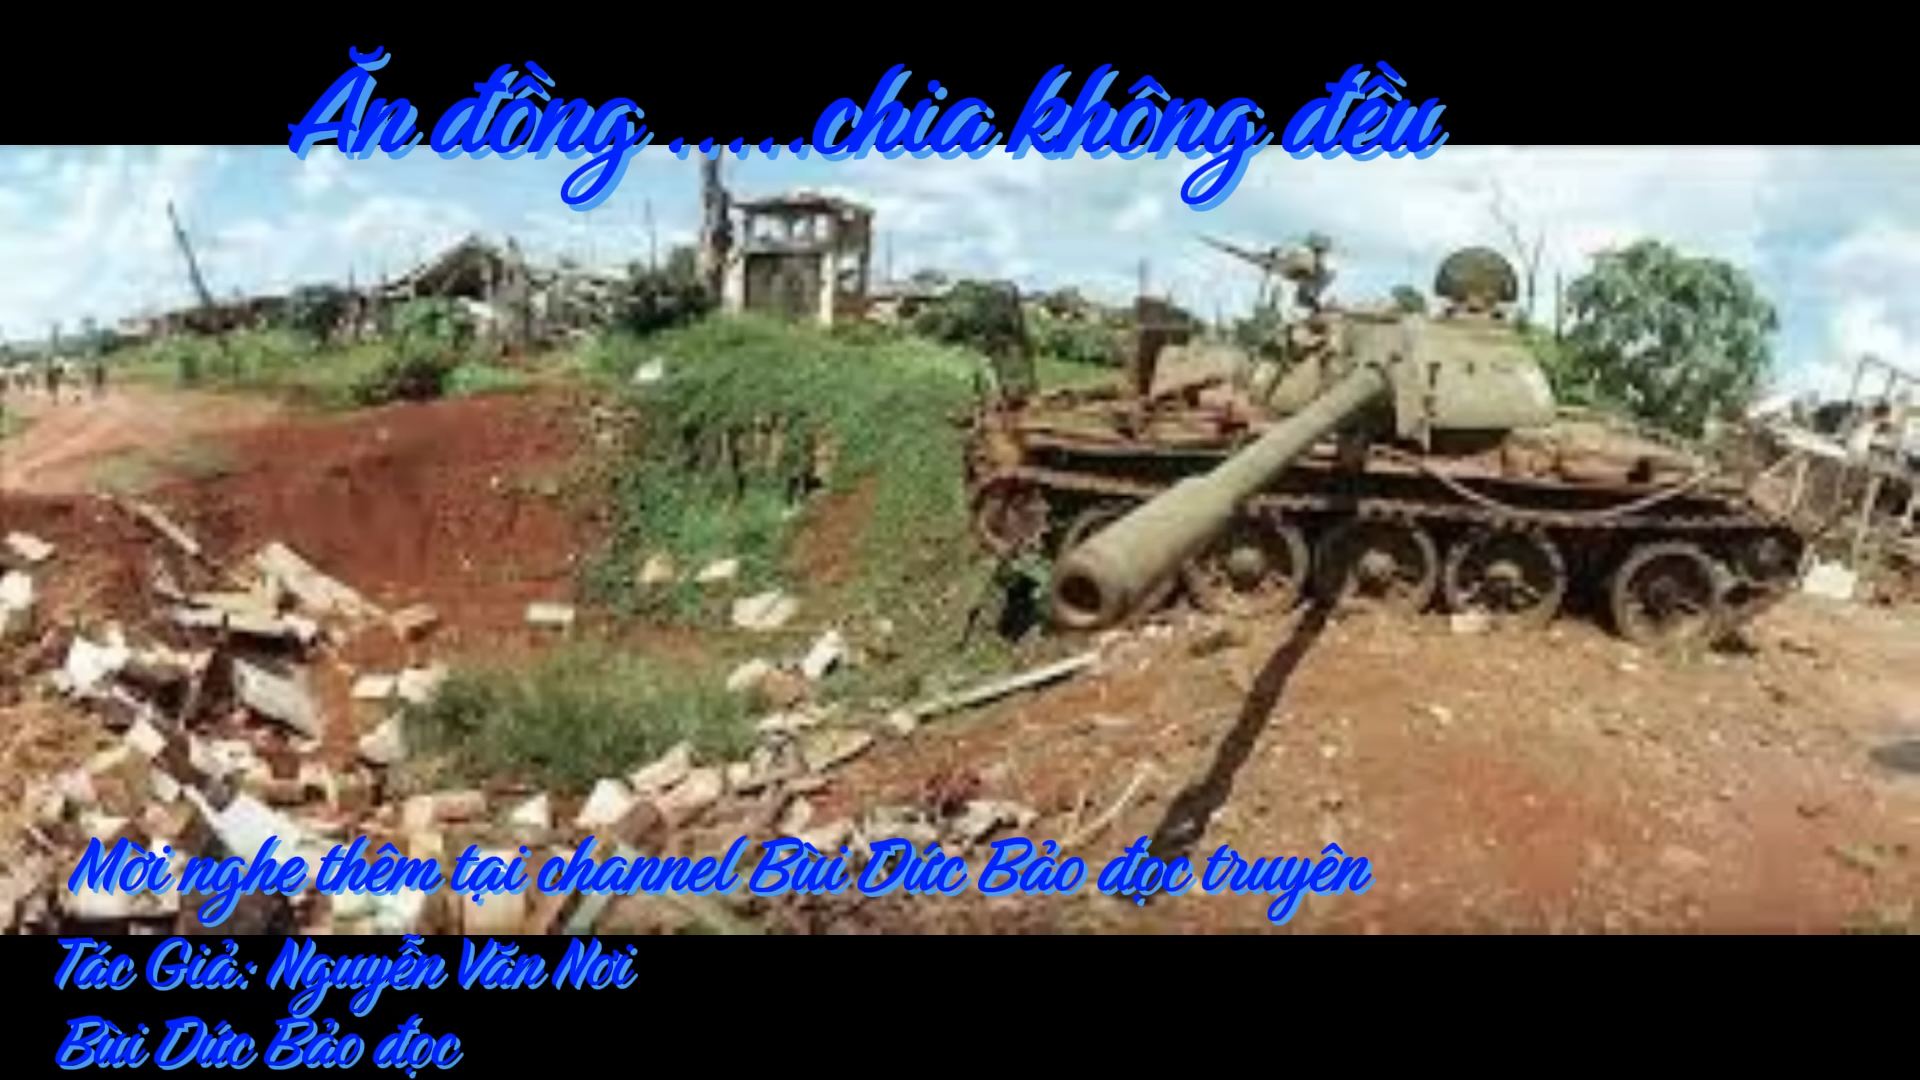 Ăn đồng .....chia không đều
Mời nghe thêm tại channel Bùi Đức Bảo đọc truyên
Tác Giả: Nguyễn Văn Nơi
Bùi Đức Bảo đọc